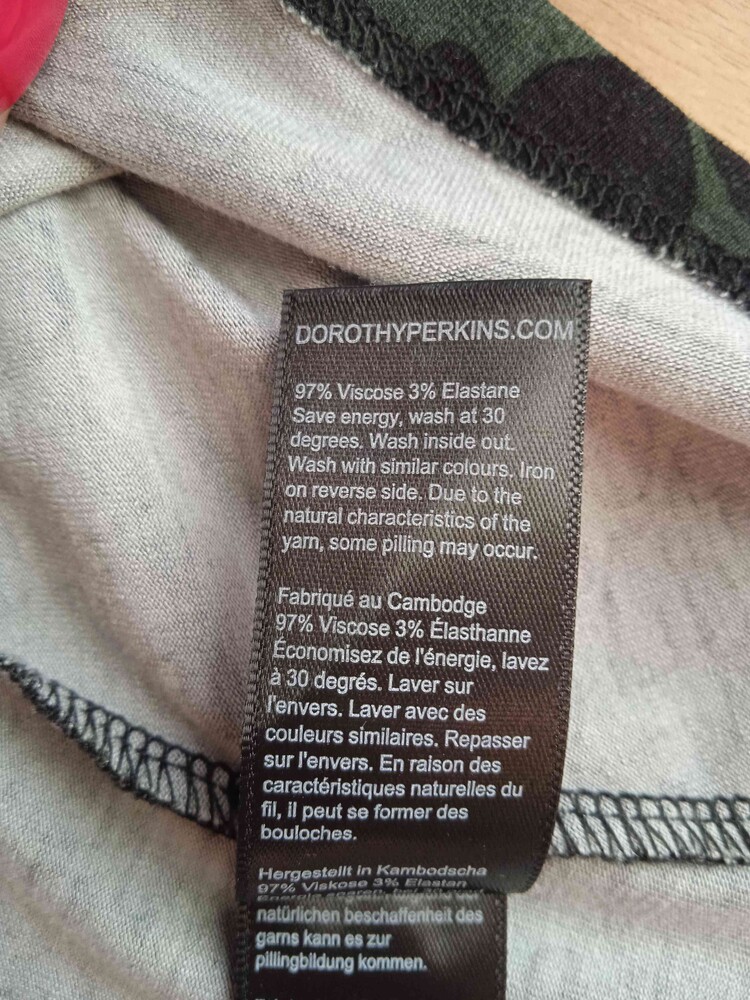 DOROTHYPERKINS.COM
97% Viscose 3% Elastane
Save energy, wash at 30
degrees. Wash inside out.
Wash with similar colours. Iron
on reverse side. Due to the
natural characteristics of the
yarn, some pilling may occur.
Fabriqué au Cambodge
97% Viscose 3% Élasthanne
Économisez de l'énergie, lavez
à 30 degrés. Laver sur
l'envers. Laver avec des
couleurs similaires. Repasser
sur l'envers. En raison des
caractéristiques naturelles du
fil, il peut se former des
bouloches.
Hergestellt in Kambodscha
97% Viskose 3% Elastan
natürlichen beschaffenheit des
garns kann es zur
pillingbildung kommen.